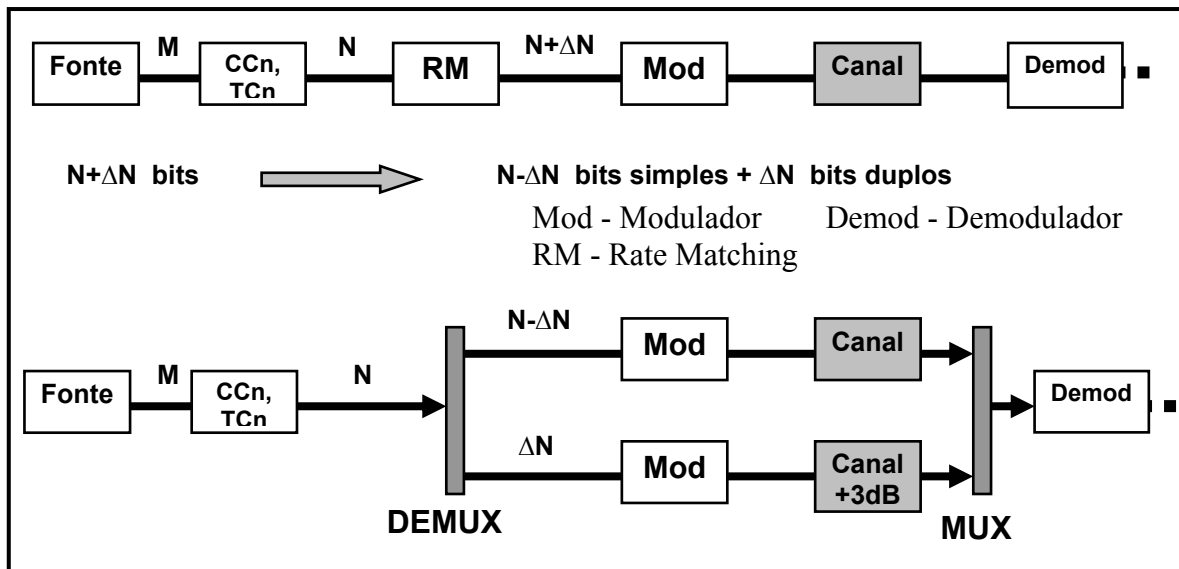 M N N+∆N
Fonte CCn, RM Mod Canal Demod
TCn
N+∆N bits N-∆N bits simples + ∆N bits duplos
Mod - Modulador Demod - Demodulador
RM - Rate Matching
N-∆N
Mod Canal
M N
Fonte CCn, Demod
TCn
∆N
Mod Canal
+3dB
DEMUX MUX